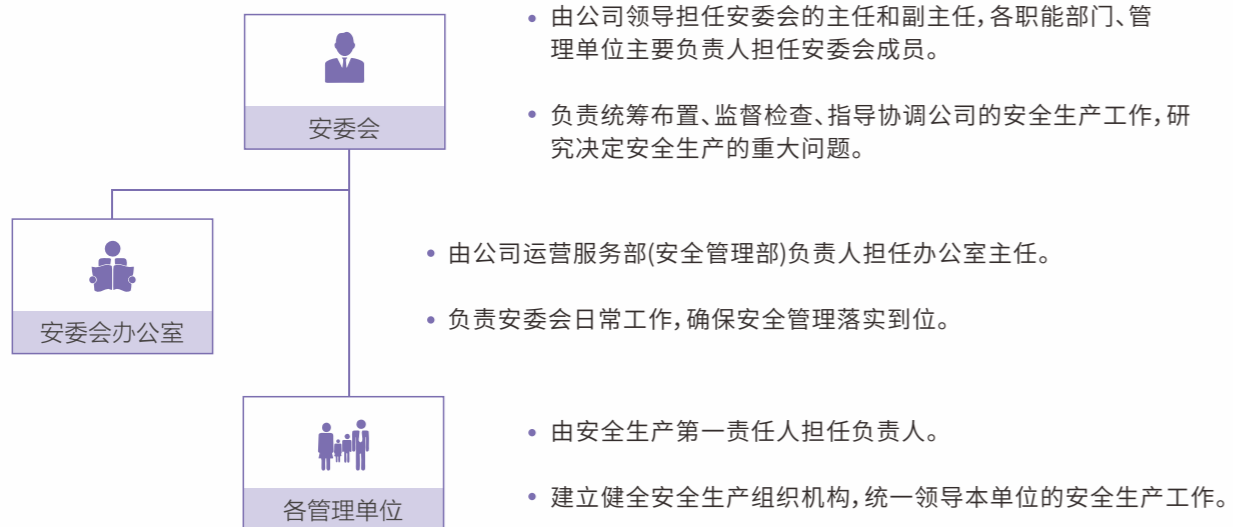 由公司领导担任安委会的主任和副主任，各职能部门、管
理单位主要负责人担任安委会成员。
负责统筹布置、监督检查、指导协调公司的安全生产工作，研
究决定安全生产的重大问题。
安委会
由公司运营服务部(安全管理部)负责人担任办公室主任。
负责安委会日常工作，确保安全管理落实到位。
安委会办公室
由安全生产第一责任人担任负责人。
建立健全安全生产组织机构，统一领导本单位的安全生产工作。
各管理单位